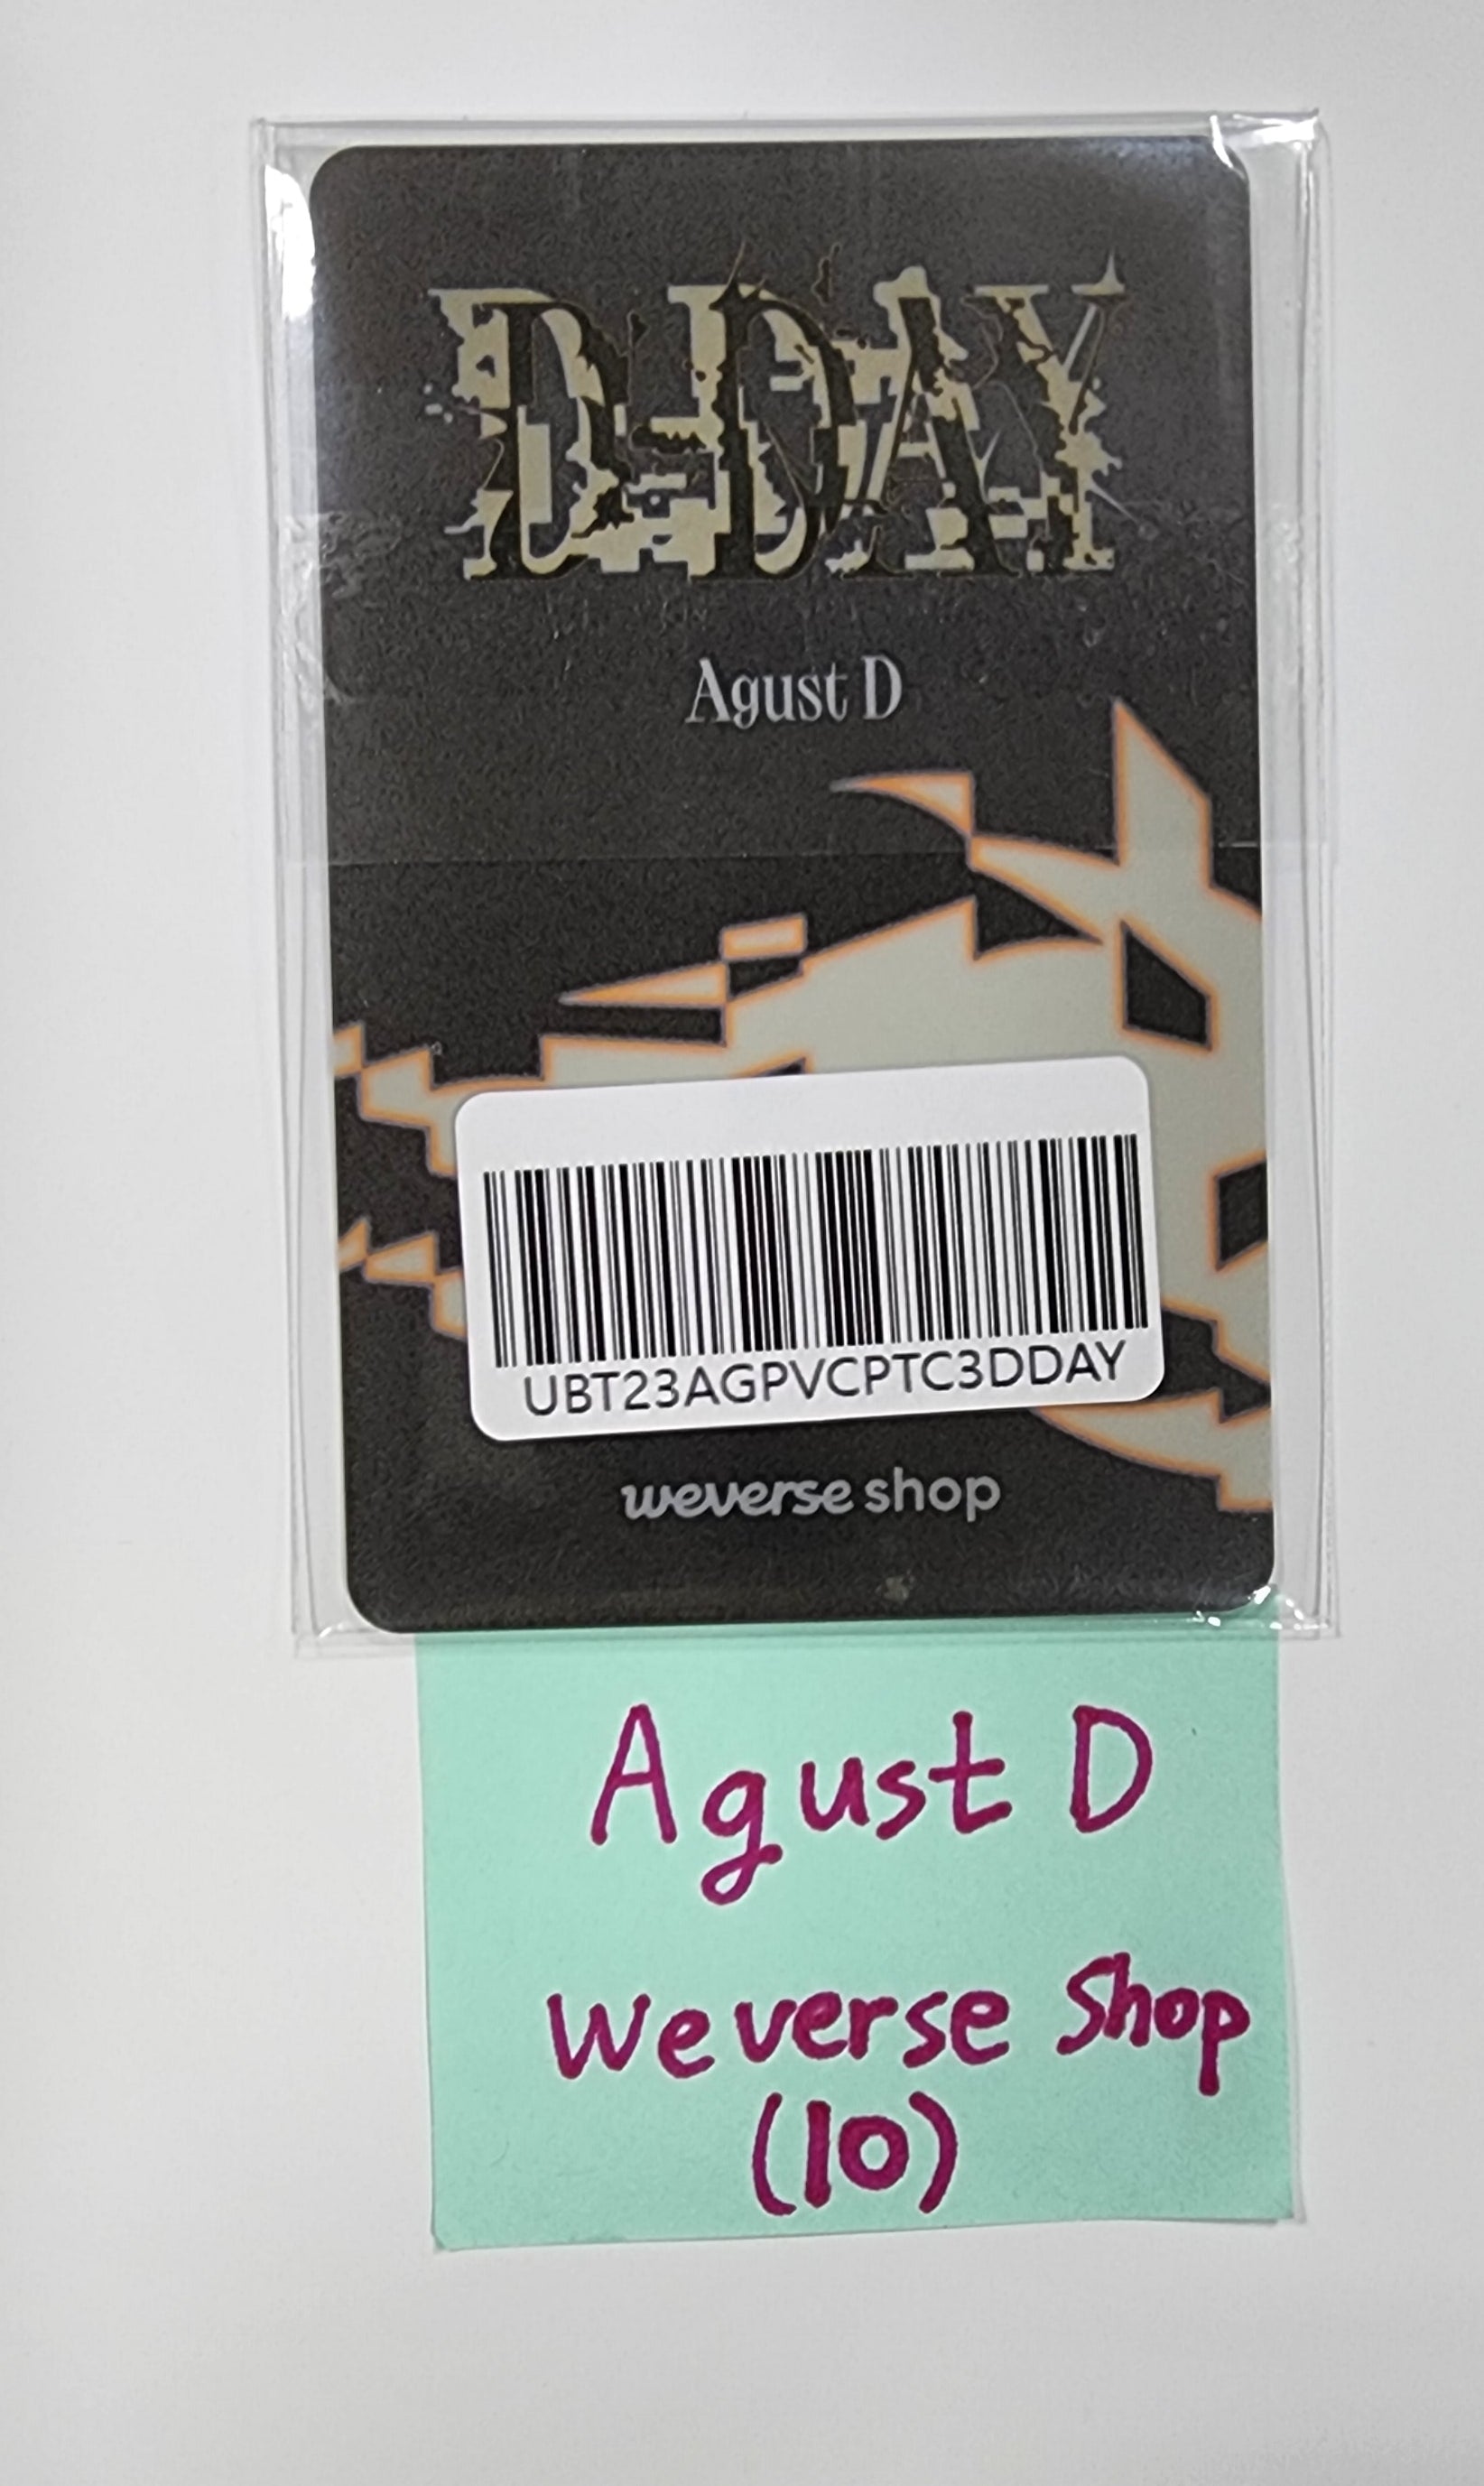 D-DAY
Agust D
UBT23AGPVCPTC3DDAY
weverse shop
Agust D
Weverse Shop
(10)